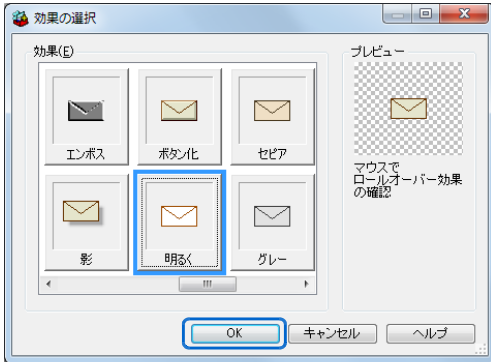 効果の選択
効果(E)
プレビュー
エンボス
ボタン化
セピア
マウスで
ロールオーバー効果
の確認
影
明るく
グレー
OK
キャンセル
ヘルプ